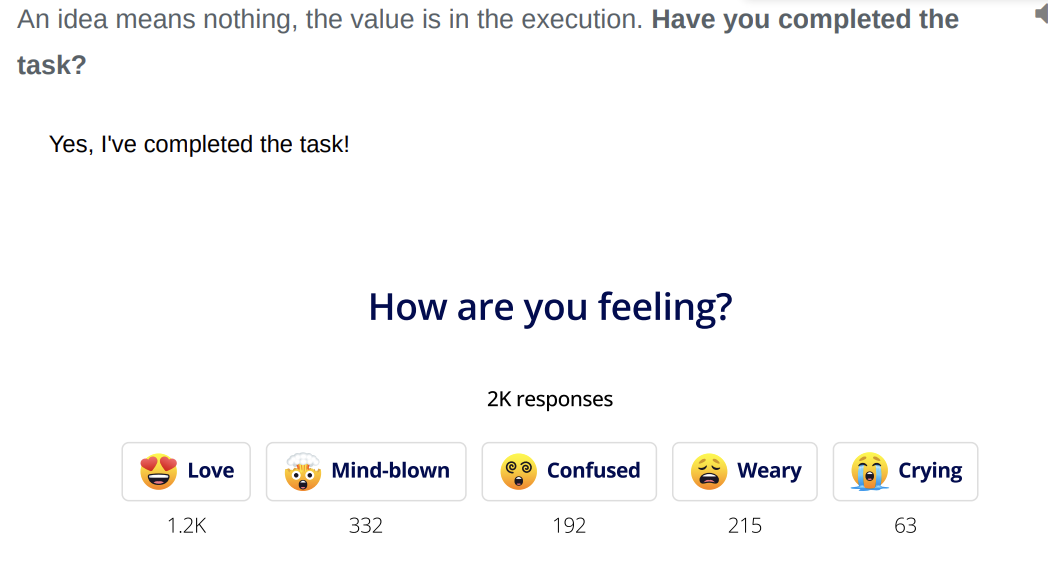 An idea means nothing, the value is in the execution. Have you completed the
task?
Yes, I've completed the task!
How are you feeling?
2K responses
Love Mind-blown Confused Weary Crying
1.2K 332 192 215 63